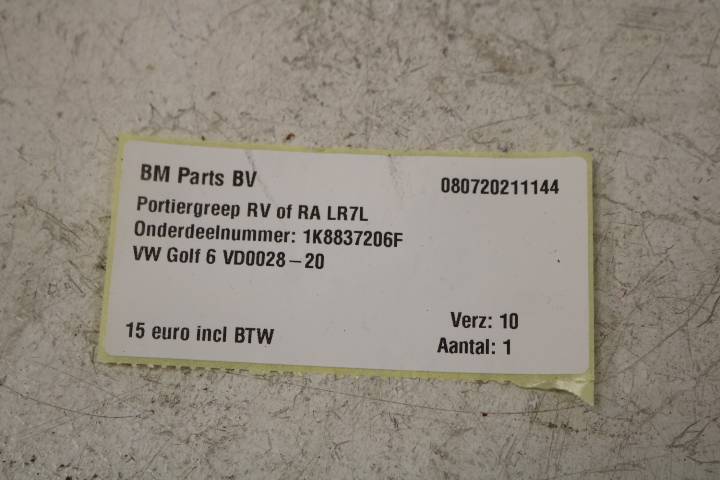 BM Parts BV 080720211144
Portiergreep RV of RA LR7L
Onderdeelnummer: 1K8837206F
VW Golf 6 VD0028-20
Verz: 10
15 euro incl BTW
Aantal: 1